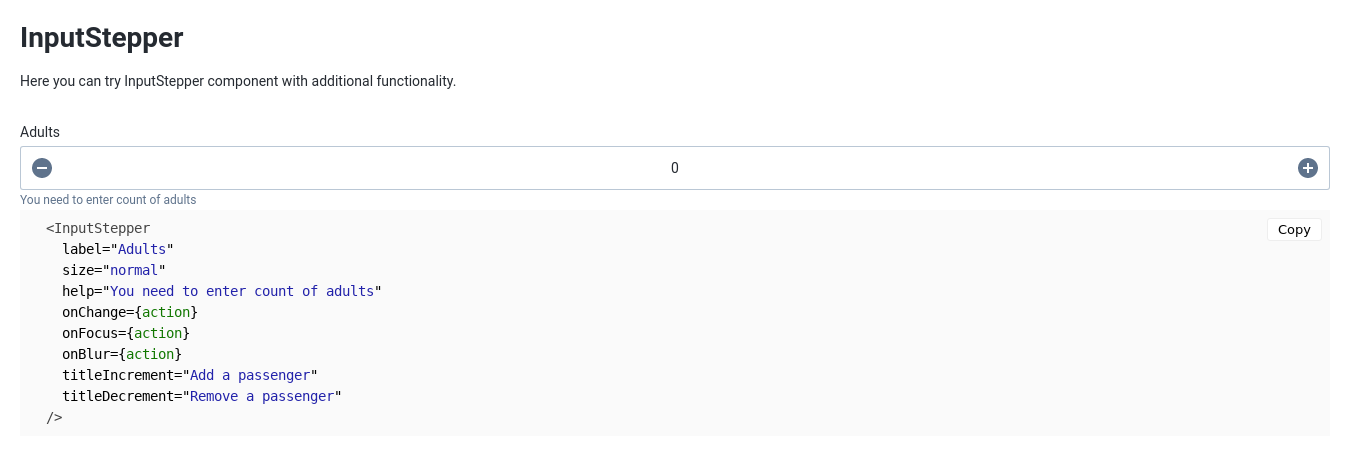 InputStepper
Here you can try InputStepper component with additional functionality.
Adults
0
You need to enter count of adults
Copy
<InputStepper
  label="Adults"
  size="normal"
  help="You need to enter count of adults"
  onChange={action}
  onFocus={action}
  onBlur={action}
  titleIncrement="Add a passenger"
  titleDecrement="Remove a passenger"
/>